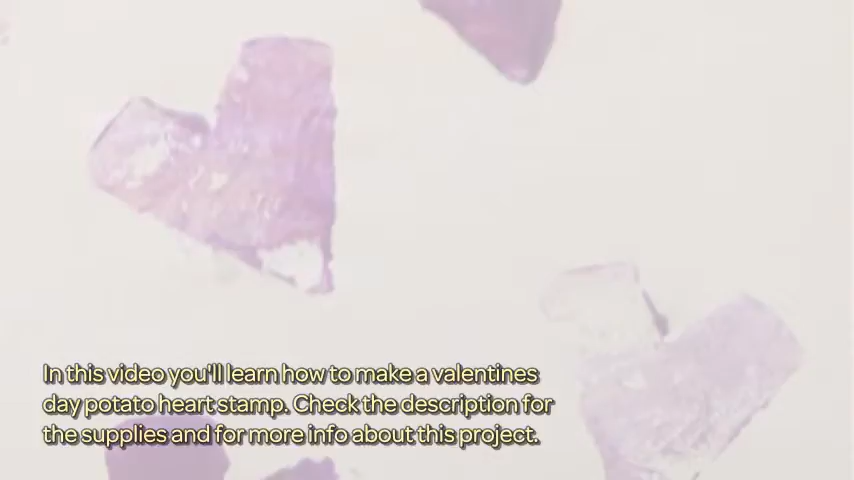 In this video you'll learn how to make a valentines
day potato heart stamp. Check the description for
the supplies and for more info about this project.